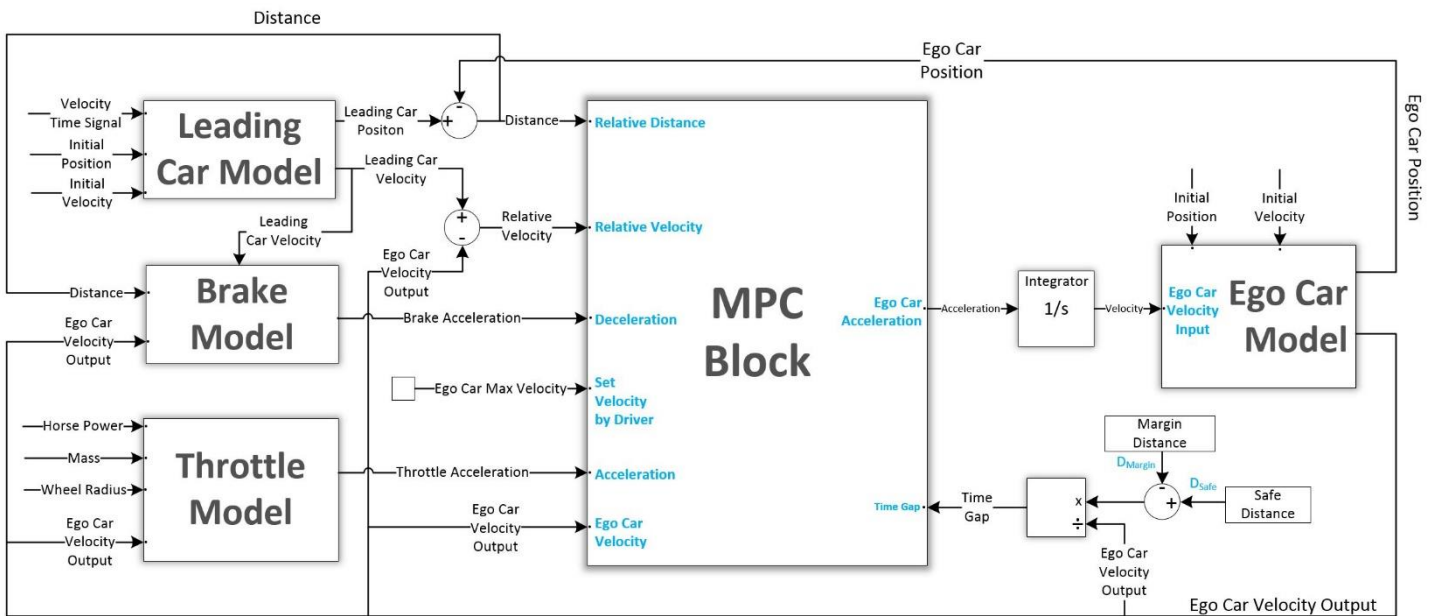 Distance
Ego Car
Position
Velocity
Time Signal
Initial
Position
Initial
Velocity
Leading
Car Model
Leading Car
Positon
-
+
Distance
Relative Distance
Leading Car
Velocity
+
-
Relative
Velocity
Relative Velocity
Leading
Car Velocity
Ego Car
Velocity
Output
Distance
Ego Car
Velocity
Output
Brake
Model
Brake Acceleration
Deceleration
Ego Car Max Velocity
Set
Velocity
by Driver
Horse Power
Mass
Wheel Radius
Ego Car
Velocity
Output
Throttle
Model
Throttle Acceleration
Acceleration
Ego Car
Velocity
Output
Ego Car
Velocity
MPC
Block
Ego Car
Acceleration
Acceleration
Integrator
1/s
Velocity
Initial
Position
Initial
Velocity
Ego Car
Velocity
Input
Ego Car
Model
Ego Car Position
Margin
Distance
DMargin
-
+
DSafe
Safe
Distance
x
÷
Time
Gap
Time Gap
Ego Car
Velocity
Output
Ego Car Velocity Output